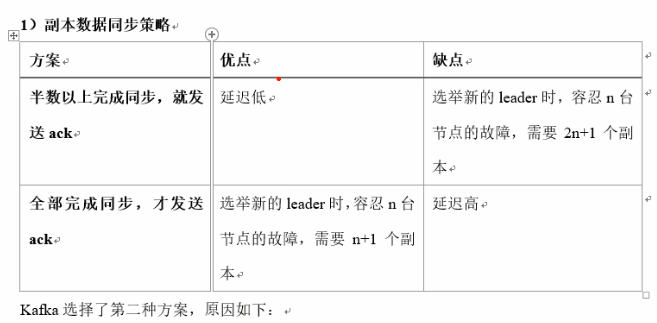 1）副本数据同步策略
方案 优点 缺点
半数以上完成同步，就发 延迟低 选举新的 leader 时，容忍 n 台
送 ack 节点的故障，需要 2n+1 个副
本
全部完成同步，才发送 选举新的 leader 时，容忍 n 台 延迟高
ack 节点的故障，需要 n+1 个副
本
Kafka 选择了第二种方案，原因如下：